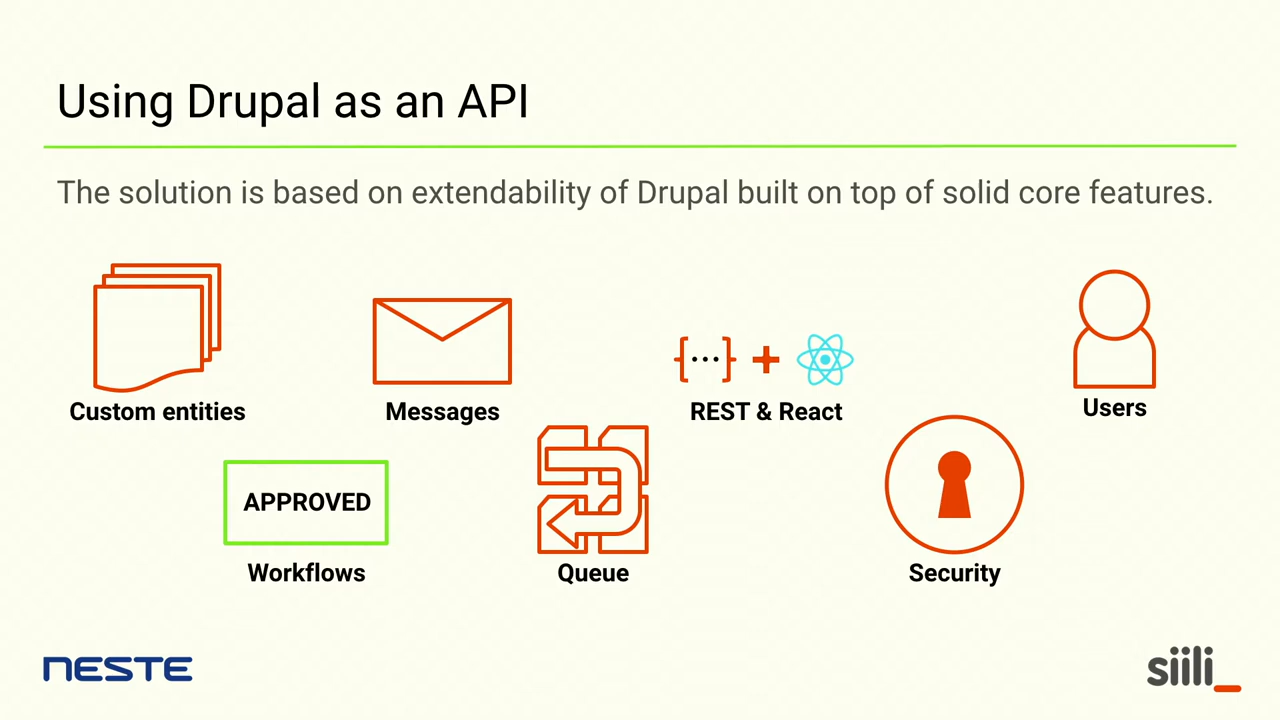 Using Drupal as an API
The solution is based on extendability of Drupal built on top of solid core features.
{...} +
Custom entities
Messages
REST & React
Users
APPROVED
Workflows
Queue
Security
NESTE
siili_